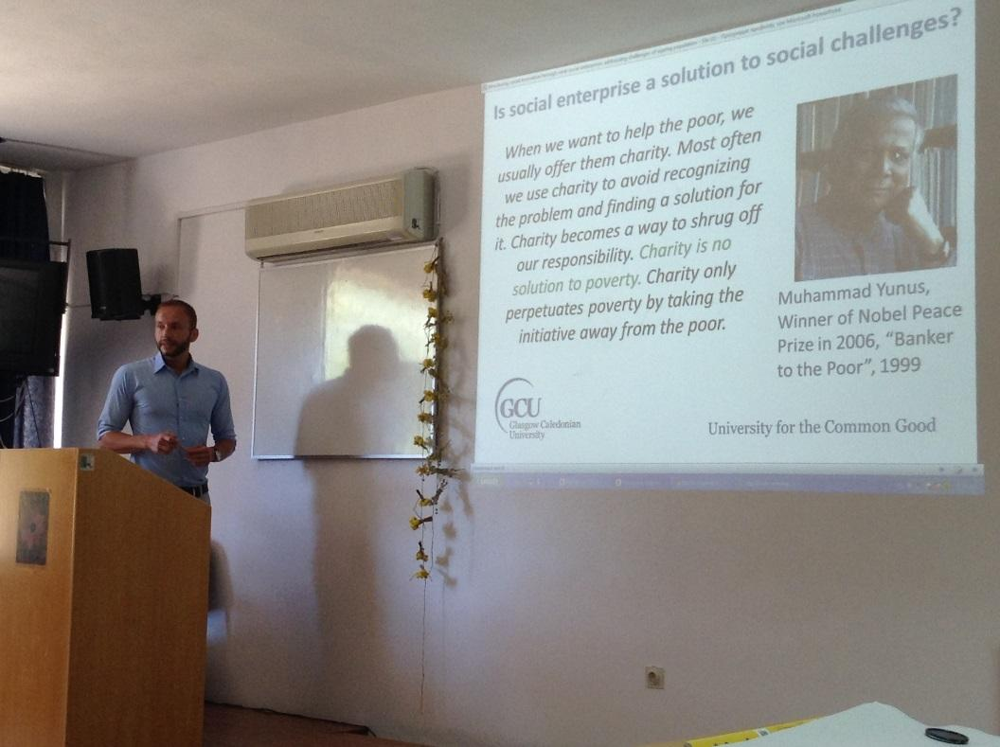 Is social enterprise a solution to social challenges?
When we want to help the poor, we
usually offer them charity. Most often
we use charity to avoid recognizing
the problem and finding a solution for
it. Charity becomes a way to shrug off
our responsibility. Charity is no
solution to poverty. Charity only
perpetuates poverty by taking the
initiative away from the poor.
Muhammad Yunus,
Winner of Nobel Peace
Prize in 2006, “Banker
to the Poor”, 1999
GCU
Glasgow Caledonian
University
University for the Common Good